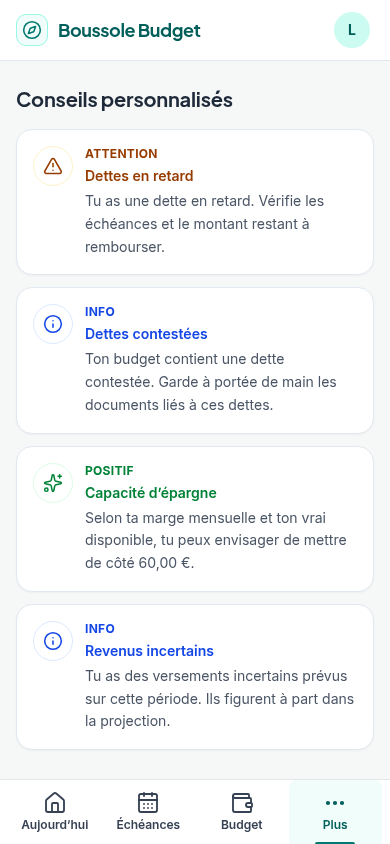 Boussole Budget
L
Conseils personnalisés
ATTENTION
Dettes en retard
Tu as une dette en retard. Vérifie les
échéances et le montant restant à
rembourser.
INFO
Dettes contestées
Ton budget contient une dette
contestée. Garde à portée de main les
documents liés à ces dettes.
POSITIF
Capacité d’épargne
Selon ta marge mensuelle et ton vrai
disponible, tu peux envisager de mettre
de côté 60,00 €.
INFO
Revenus incertains
Tu as des versements incertains prévus
sur cette période. Ils figurent à part dans
la projection.
Aujourd’hui
Échéances
Budget
Plus